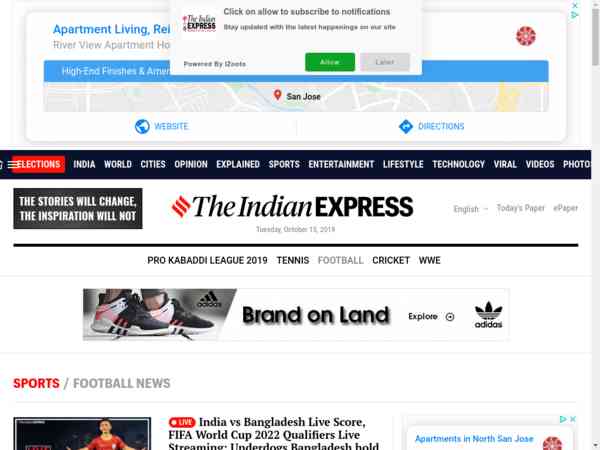 Click on allow to subscribe to notifications
Stay updated with the latest happenings on our site
Powered By iZooto
Allow
Later
The Indian
EXPRESS
Apartment Living, Rei
River View Apartment Ho
High-End Finishes & Amen
San Jose
WEBSITE
DIRECTIONS
ELECTIONS INDIA WORLD CITIES OPINION EXPLAINED SPORTS ENTERTAINMENT LIFESTYLE TECHNOLOGY VIRAL VIDEOS PHOTOS
THE STORIES WILL CHANGE,
THE INSPIRATION WILL NOT
The Indian EXPRESS
Tuesday, October 15, 2019
English
Today's Paper
ePaper
PRO KABADDI LEAGUE 2019 TENNIS FOOTBALL CRICKET WWE
adidas
Brand on Land
Explore
adidas
SPORTS / FOOTBALL NEWS
LIVE India vs Bangladesh Live Score,
FIFA World Cup 2022 Qualifiers Live
Streaming: Underdogs Bangladesh hold
Apartments in North San Jose